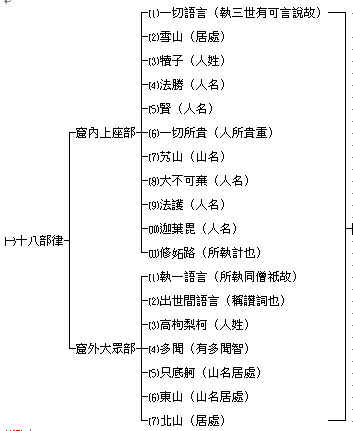 ⑴一切語言（執三世有可言說故）
⑵雪山（居處）
⑶犢子（人姓）
⑷法勝（人名）
⑸賢（人名）
窟內上座部
⑹一切所貴（人所貴重）
⑺艿山（山名）
⑻大不可棄（人名）
⑼法護（人名）
⑽迦葉毘（人名）
⑾修妬路（所執計也）
㈠十八部律
⑴執一語言（所執同僧祇故）
⑵出世間語言（稱讚詞也）
⑶高枸梨柯（人姓）
窟外大眾部
⑷多聞（有多聞智）
⑸只底舸（山名居處）
⑹東山（山名居處）
⑺北山（居處）